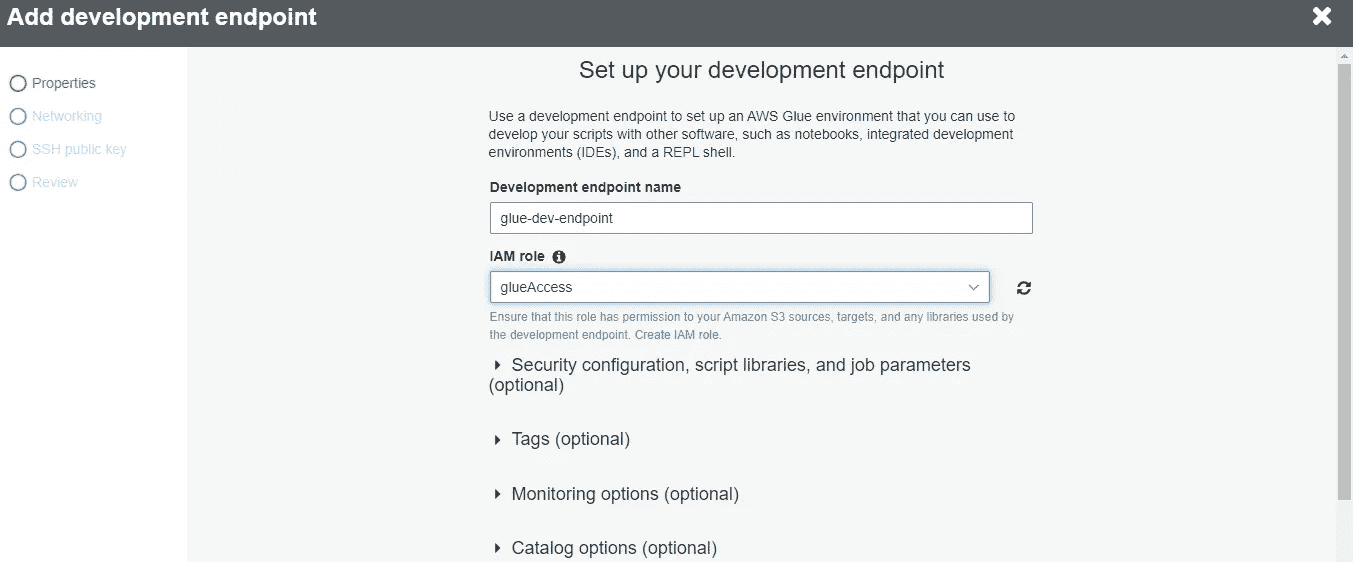 Add development endpoint
Properties
Networking
SSH public key
Review
Set up your development endpoint
Use a development endpoint to set up an AWS Glue environment that you can use to
develop your scripts with other software, such as notebooks, integrated development
environments (IDEs), and a REPL shell.
Development endpoint name
glue-dev-endpoint
IAM role
glueAccess
Ensure that this role has permission to your Amazon S3 sources, targets, and any libraries used by
the development endpoint. Create IAM role.
Security configuration, script libraries, and job parameters
(optional)
Tags (optional)
Monitoring options (optional)
Catalog options (optional)